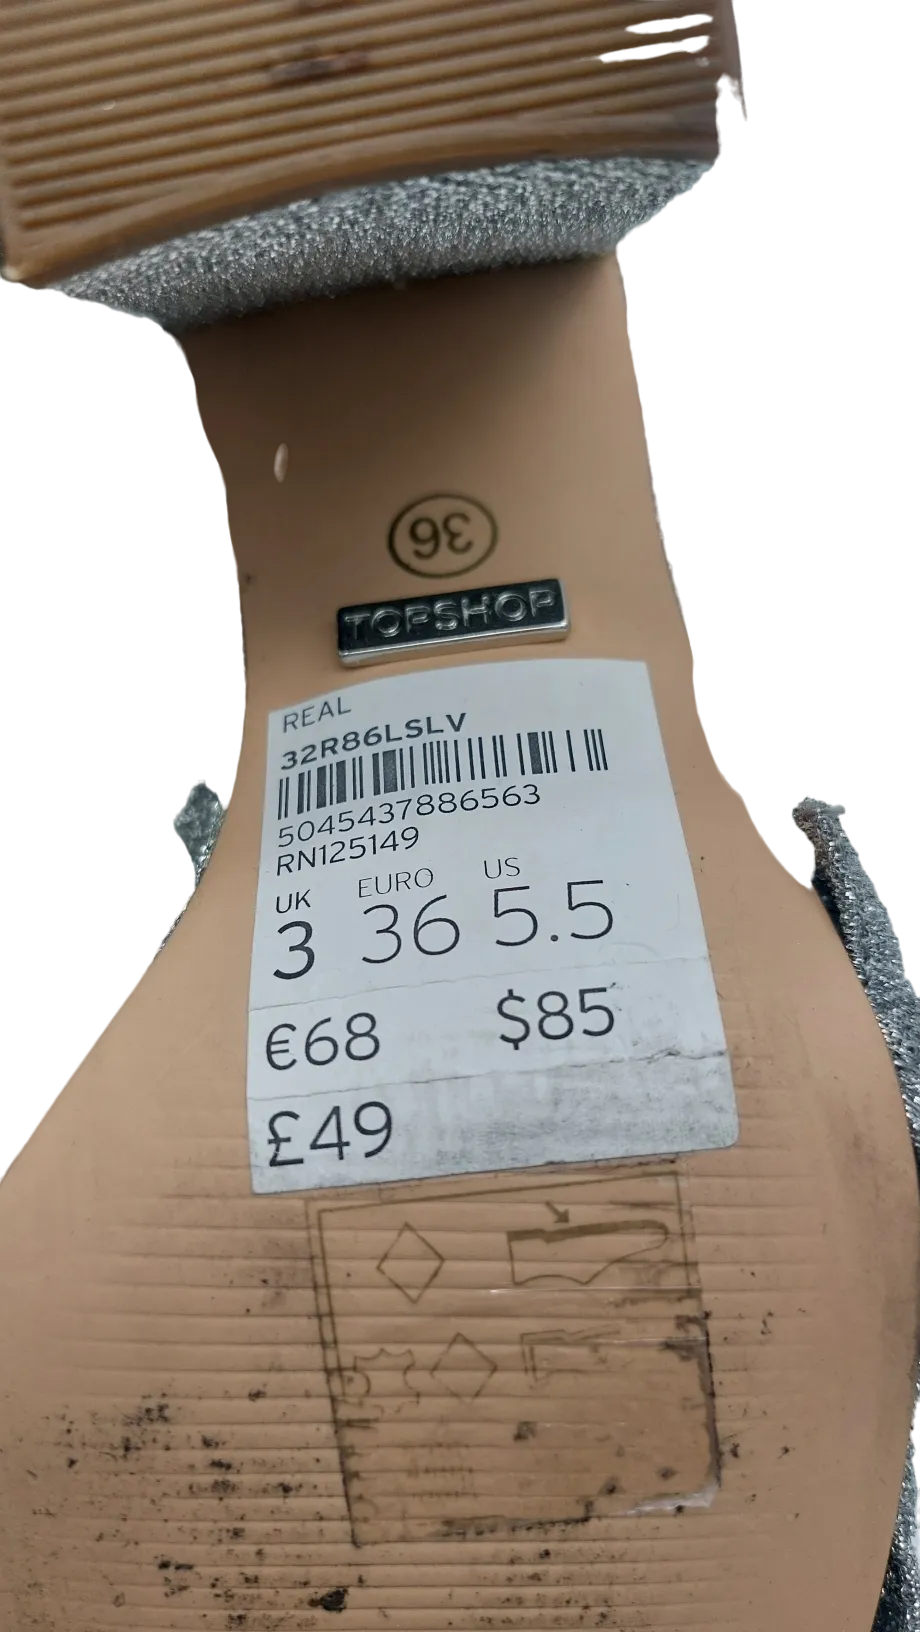 36
TOPSHOP
REAL
32R86LSLV
5045437886563
RN125149
UK EURO US
3 36 5.5
€68 $85
£49